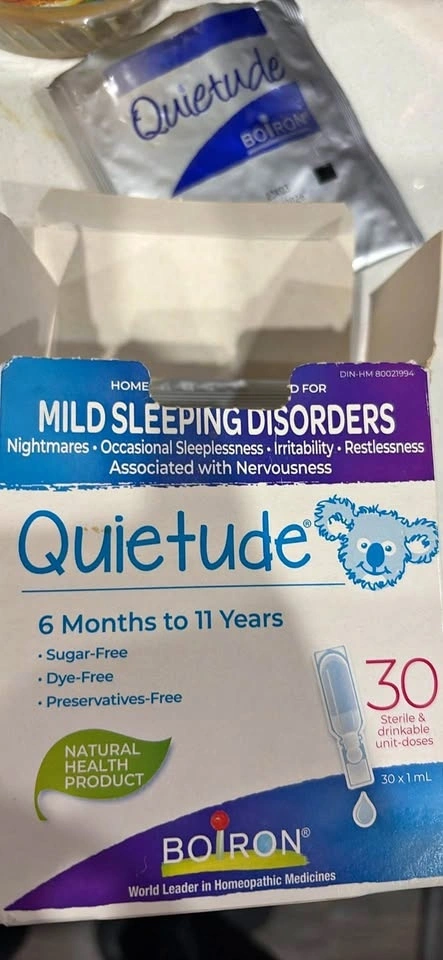 Quietude
BOIRON
DIN-HM 80021994
FOR
MILD SLEEPING DISORDERS
Nightmares • Occasional Sleeplessness • Irritability • Restlessness
Associated with Nervousness
Quietude®
6 Months to 11 Years
• Sugar-Free
• Dye-Free
• Preservatives-Free
30
Sterile &
drinkable
unit-doses
30 x 1 mL
NATURAL
HEALTH
PRODUCT
BOIRON®
World Leader in Homeopathic Medicines